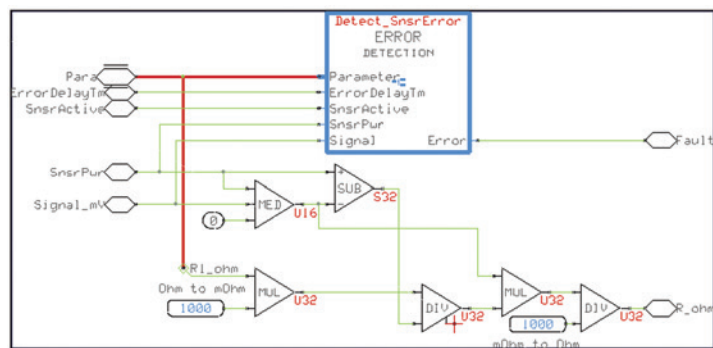 Detect_SnsrError
ERROR
DETECTION
Para
Parameter
ErrorDelayTm
ErrorDelayTm
SnsrActive
SnsrActive
SnsrPwr
Signal
Error
Fault
SnsrPwr
Signal_mV
MED
U16
SUB
S32
+
-
0
R1_ohm
Ohm to mOhm
1000
MUL
U32
DIV
U32
MUL
U32
1000
mOhm to Ohm
DIV
U32
R_ohm